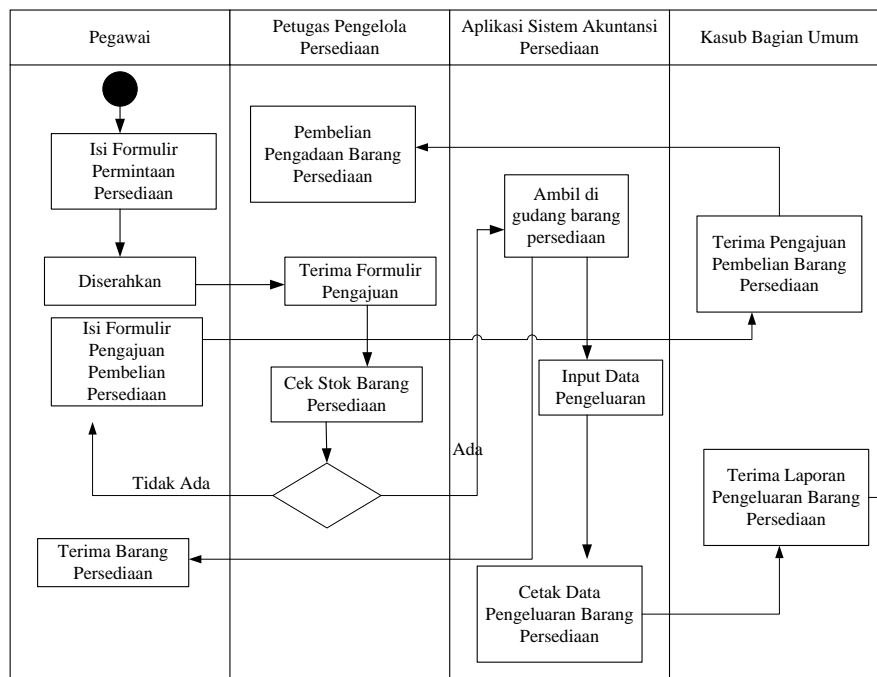 Pegawai
Petugas Pengelola
Persediaan
Aplikasi Sistem Akuntansi
Persediaan
Kasub Bagian Umum
Isi Formulir
Permintaan
Persediaan
Pembelian
Pengadaan Barang
Persediaan
Ambil di
gudang barang
persediaan
Terima Pengajuan
Pembelian Barang
Persediaan
Diserahkan
Terima Formulir
Pengajuan
Isi Formulir
Pengajuan
Pembelian
Persediaan
Cek Stok Barang
Persediaan
Input Data
Pengeluaran
Ada
Tidak Ada
Terima Laporan
Pengeluaran Barang
Persediaan
Terima Barang
Persediaan
Cetak Data
Pengeluaran Barang
Persediaan